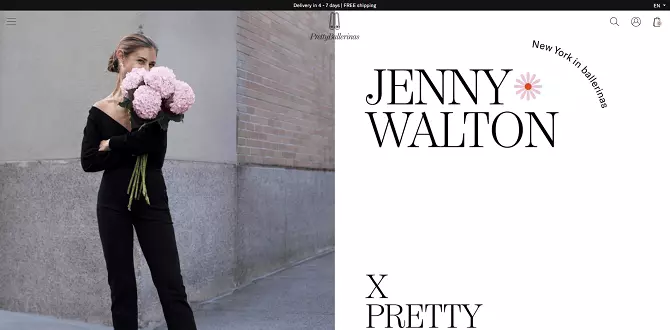 Delivery in 4 - 7 days | FREE shipping
EN
PrettyBallerinas
New York in ballerinas
JENNY
WALTON
X
PRETTY